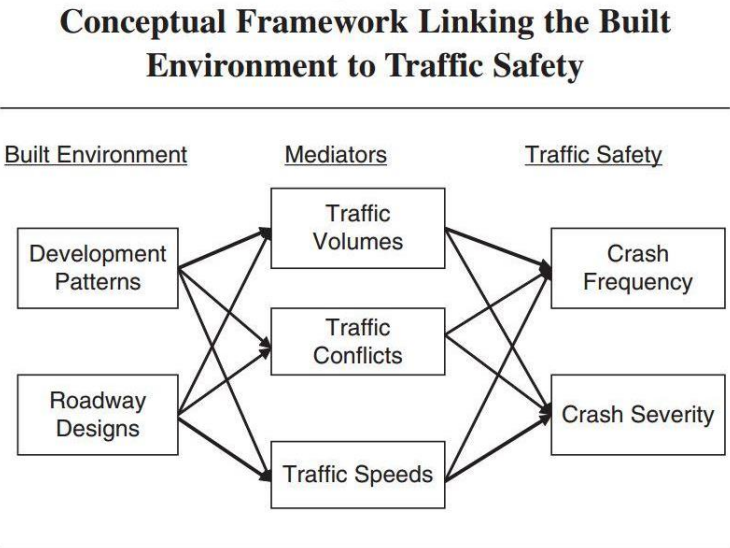 Conceptual Framework Linking the Built
Environment to Traffic Safety
Built Environment
Mediators
Traffic Safety
Development
Patterns
Roadway
Designs
Traffic
Volumes
Traffic
Conflicts
Traffic Speeds
Crash
Frequency
Crash Severity